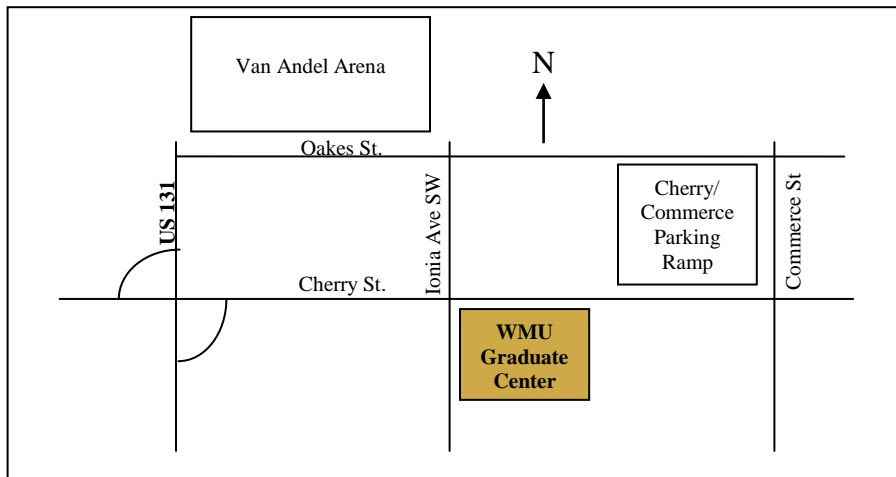 Van Andel Arena
N
Oakes St.
US 131
Ionia Ave SW
Cherry/
Commerce
Parking
Ramp
Commerce St
Cherry St.
WMU
Graduate
Center